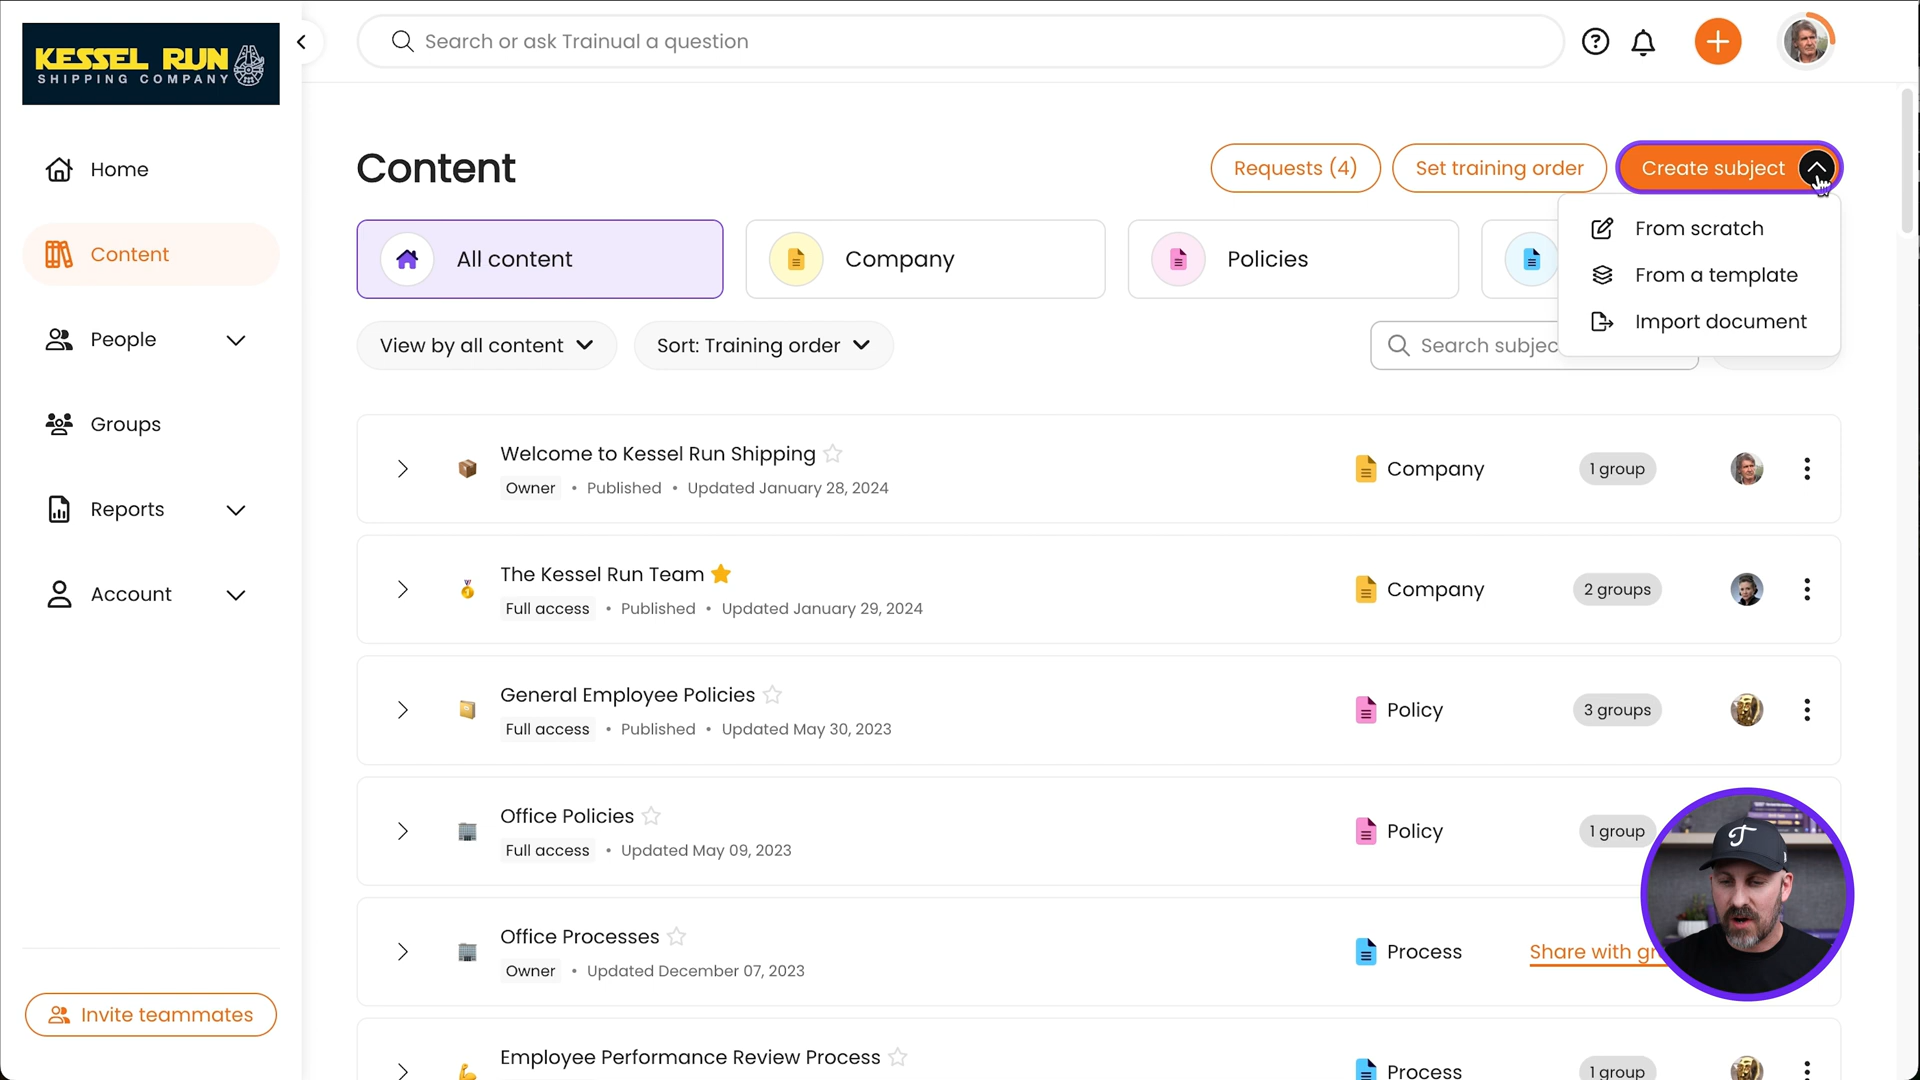 KESSEL RUN
SHIPPING COMPANY
Search or ask Trainual a question
Home
Content
People
Groups
Reports
Account
Invite teammates
Content
Requests (4)
Set training order
Create subject
From scratch
From a template
Import document
All content
Company
Policies
View by all content
Sort: Training order
Search subjec
Welcome to Kessel Run Shipping
Owner • Published • Updated January 28, 2024
Company
1 group
The Kessel Run Team
Full access • Published • Updated January 29, 2024
Company
2 groups
General Employee Policies
Full access • Published • Updated May 30, 2023
Policy
3 groups
Office Policies
Full access • Updated May 09, 2023
Policy
1 group
Office Processes
Owner • Updated December 07, 2023
Process
Share with gr
Employee Performance Review Process
Process
1 group